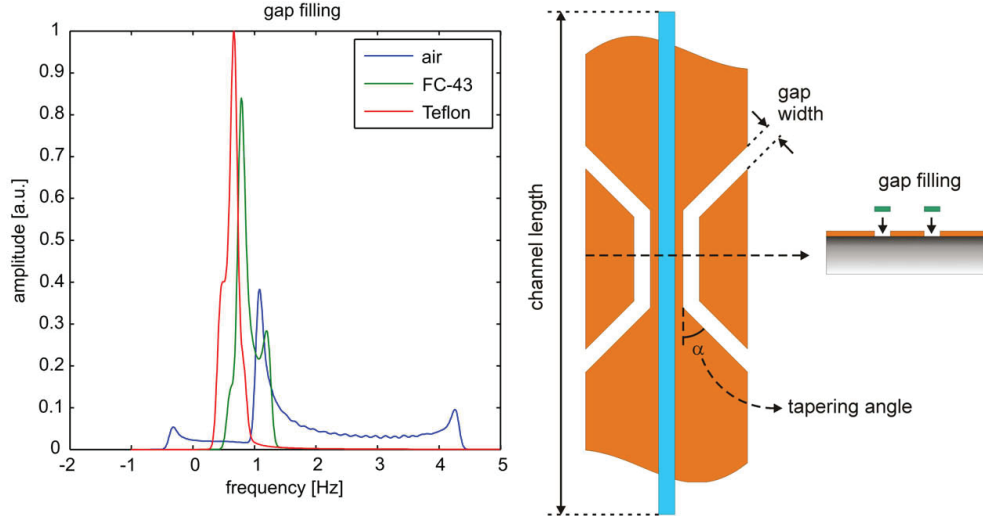 gap filling
1
0.9
0.8
0.7
0.6
0.5
0.4
0.3
0.2
0.1
0
amplitude [a.u.]
air
FC-43
Teflon
-2
-1
0
1
2
3
4
5
frequency [Hz]
channel length
gap
width
gap filling
α
tapering angle